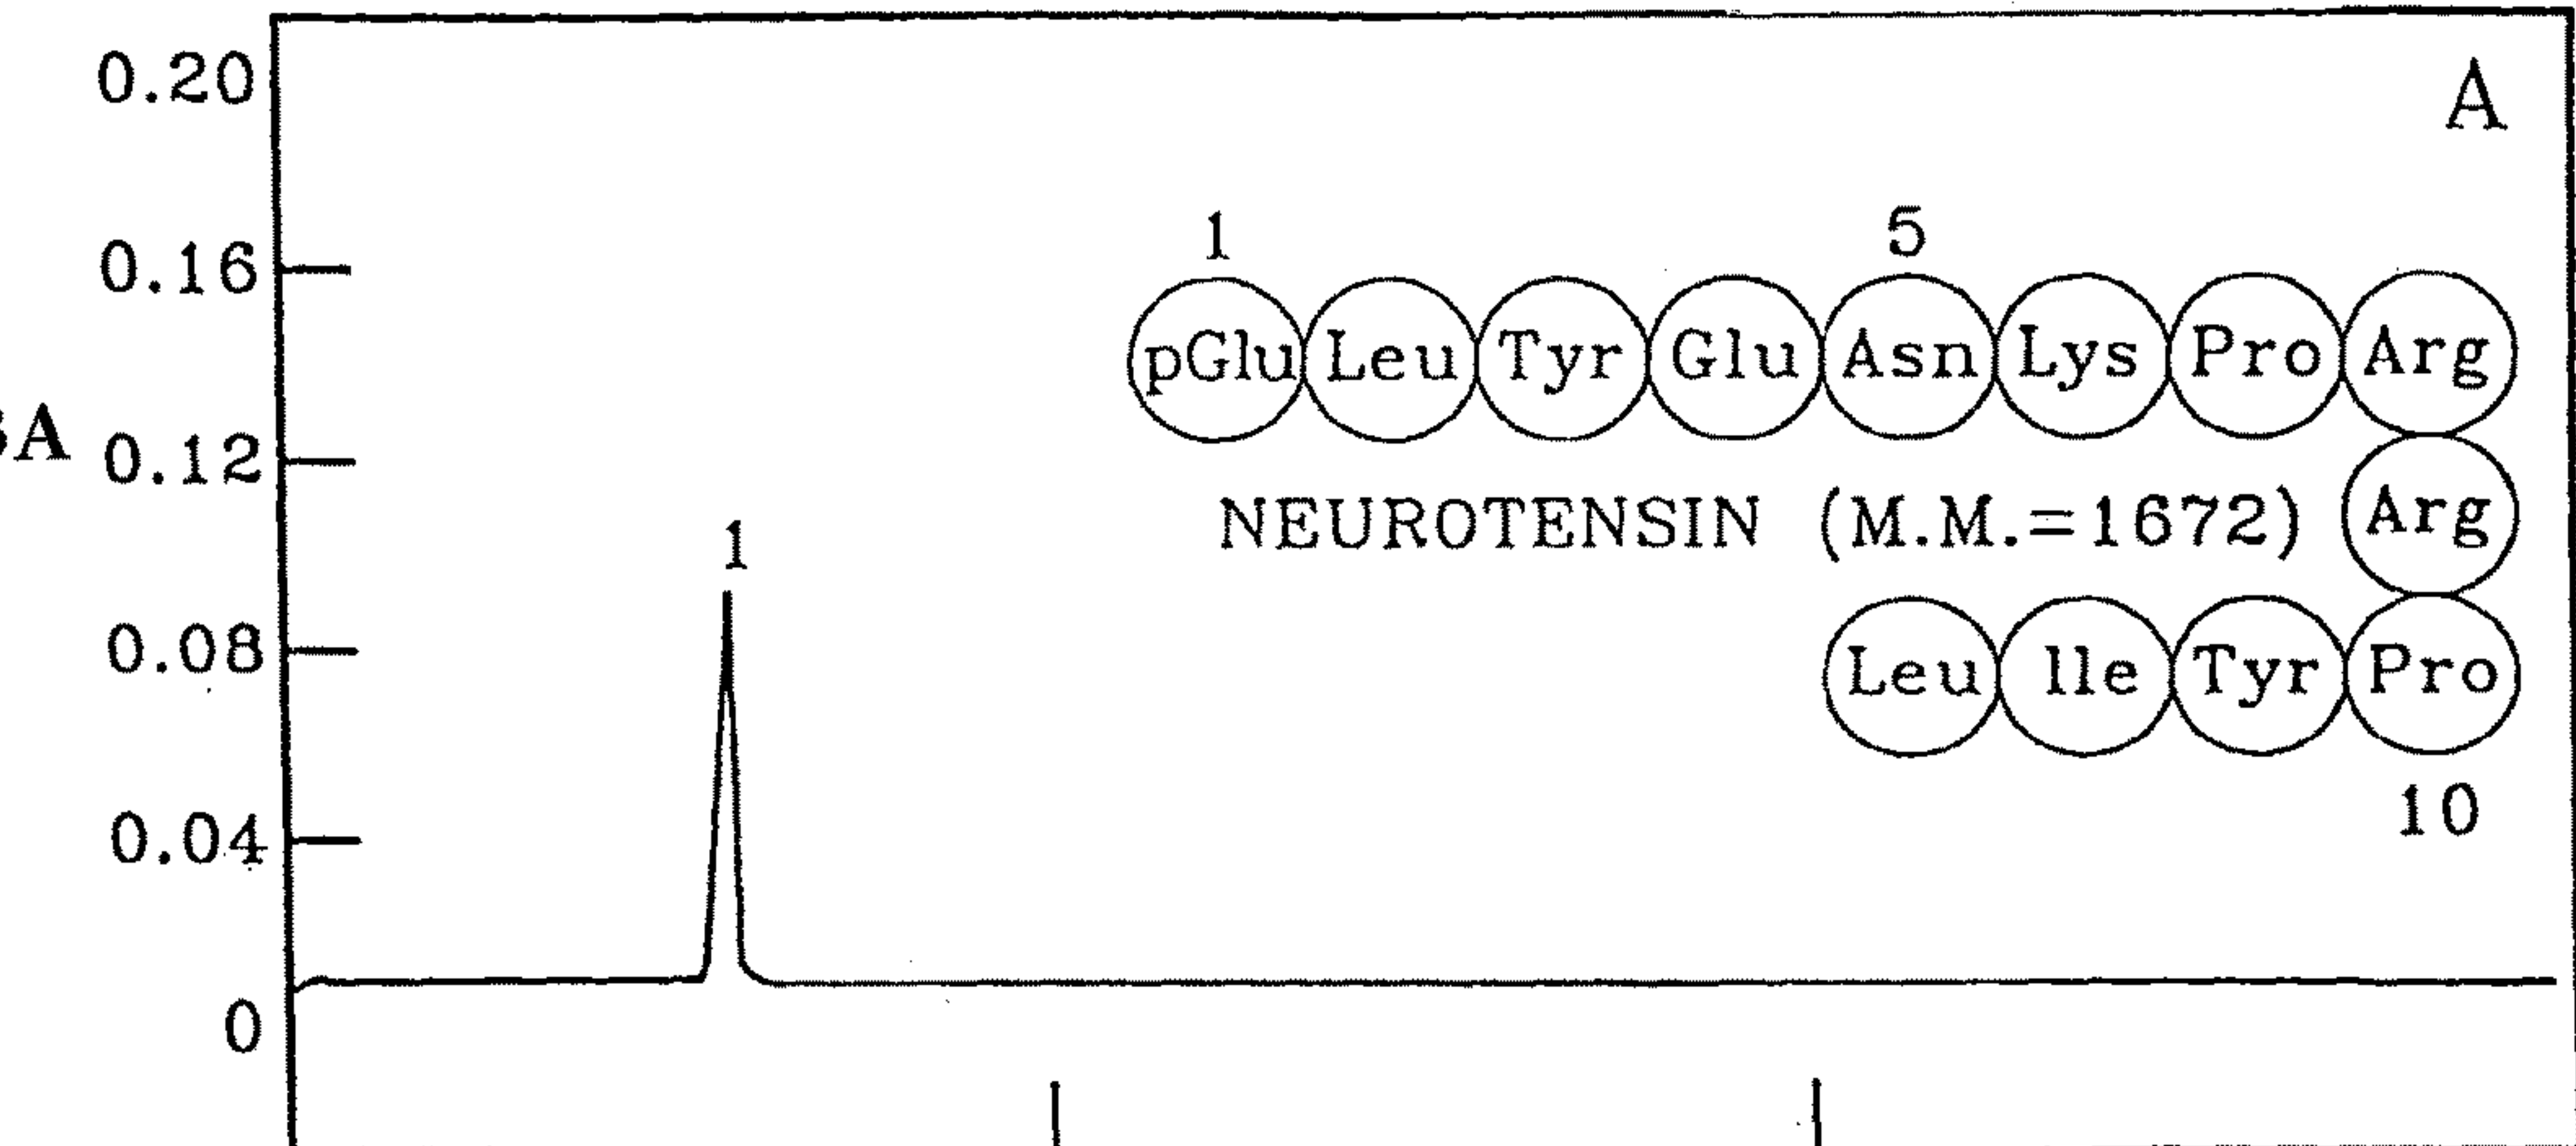 0.20
A
1 5
0.16
pGlu Leu Tyr Glu Asn Lys Pro Arg
A 0.12
NEUROTENSIN (M.M.=1672) Arg
1
0.08
Leu lle Tyr Pro
0.04
10
0